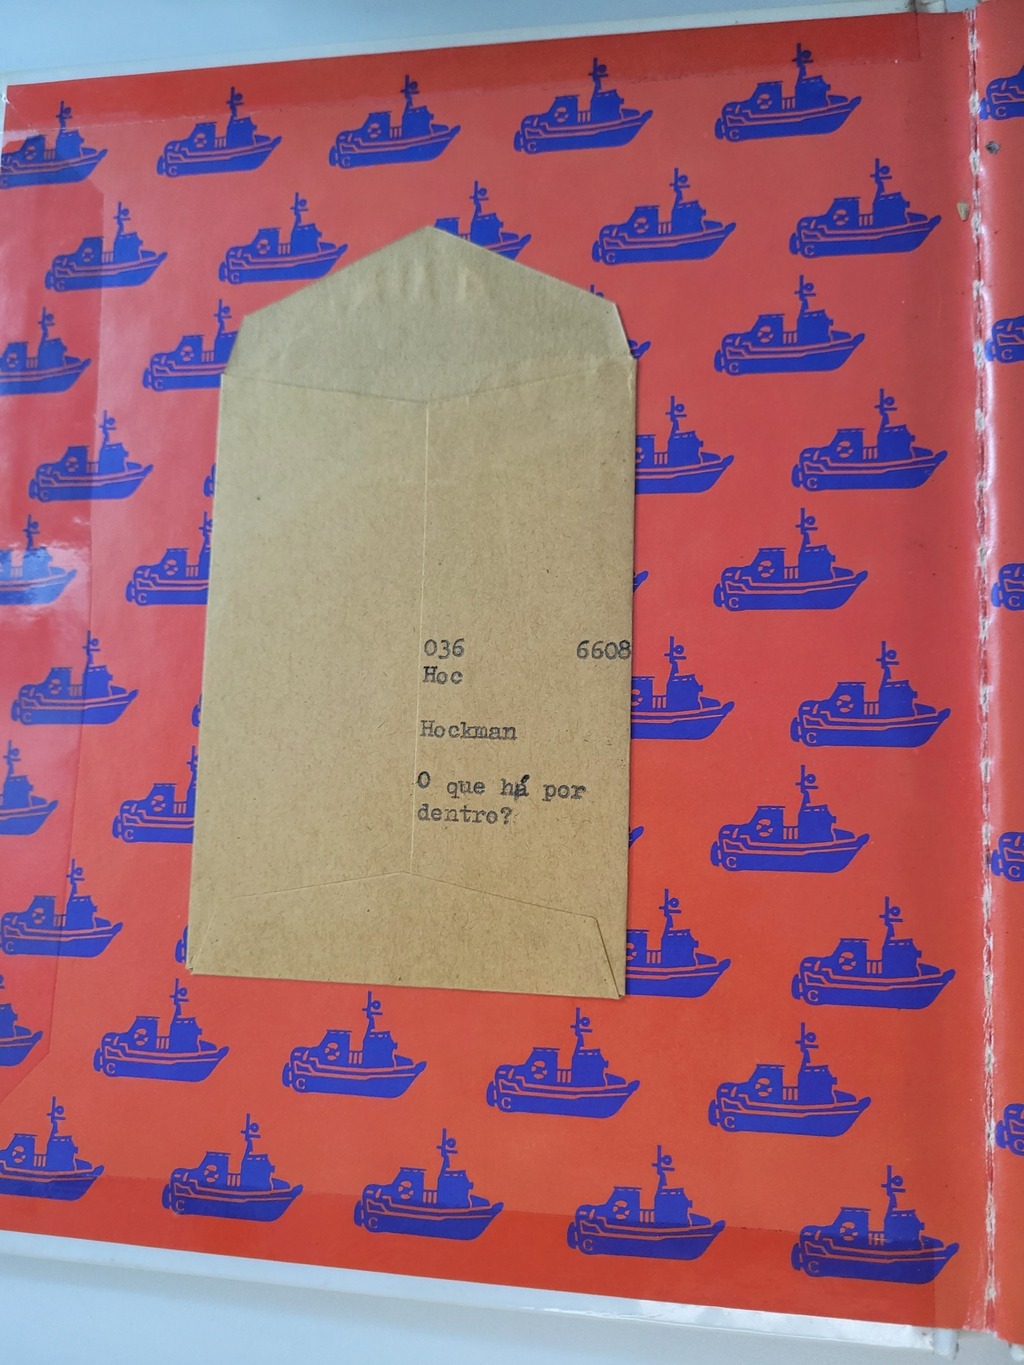 036 6608
Hoc
Hockman
O que há por
dentro?